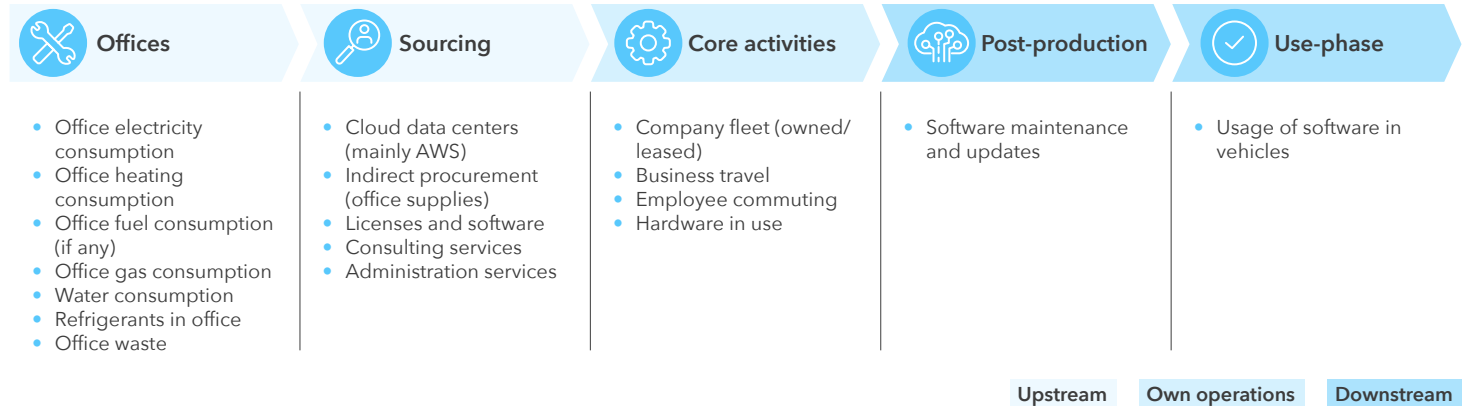 Offices
Sourcing
Core activities
Post-production
Use-phase
• Office electricity
consumption
• Office heating
consumption
• Office fuel consumption
(if any)
• Office gas consumption
• Water consumption
• Refrigerants in office
• Office waste
• Cloud data centers
(mainly AWS)
• Indirect procurement
(office supplies)
• Licenses and software
• Consulting services
• Administration services
• Company fleet (owned/
leased)
• Business travel
• Employee commuting
• Hardware in use
• Software maintenance
and updates
• Usage of software in
vehicles
Upstream
Own operations
Downstream